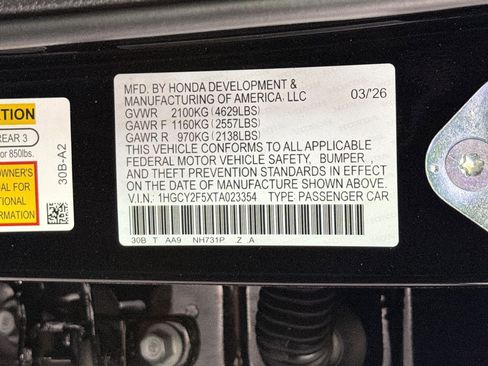 ATION
REAR 3
or 850lbs.
OWNER'S
AL FOR
TIONAL
ORMATION
30B-A2
MFD. BY HONDA DEVELOPMENT &
MANUFACTURING OF AMERICA, LLC 03/'26
GVWR 2100KG(4629LBS)
GAWR F 1160KG(2557LBS)
GAWR R 970KG(2138LBS)
THIS VEHICLE CONFORMS TO ALL APPLICABLE
FEDERAL MOTOR VEHICLE SAFETY, BUMPER ,
AND THEFT PREVENTION STANDARDS IN EFFECT
ON THE DATE OF MANUFACTURE SHOWN ABOVE.
V.I.N.: 1HGCY2F5XTA023354 TYPE PASSENGER CAR
30B T AA9 NH731P Z A